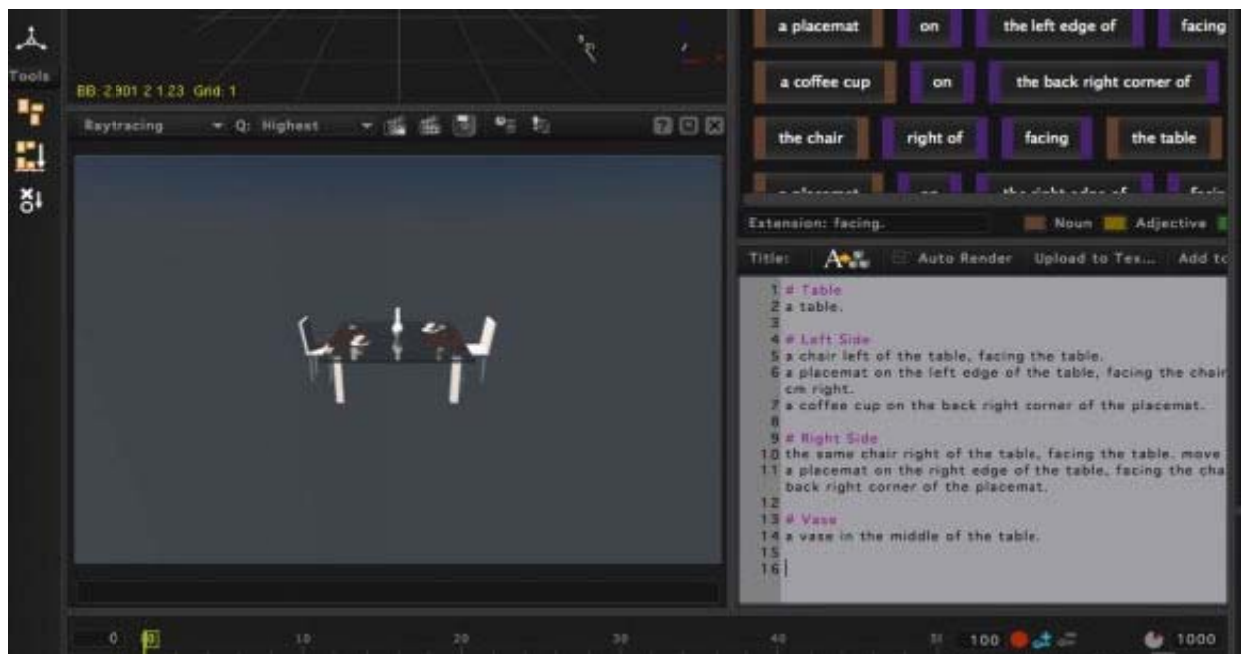 Tools
BB: 2.901 2 1.23 Grid: 1
Raytracing Q: Highest
a placemat on the left edge of facing
a coffee cup on the back right corner of
the chair right of facing the table
a placemat on the right edge of facing
Extension: facing. Noun Adjective
Title: A Auto Render Upload to Tex... Add to
1 # Table
2 a table.
3
4 # Left Side
5 a chair left of the table, facing the table.
6 a placemat on the left edge of the table, facing the chair
cm right.
7 a coffee cup on the back right corner of the placemat.
8
9 # Right Side
10 the same chair right of the table, facing the table. move
11 a placemat on the right edge of the table, facing the cha
back right corner of the placemat.
12
13 # Vase
14 a vase in the middle of the table.
15
16
0 10 20 30 40 100 1000